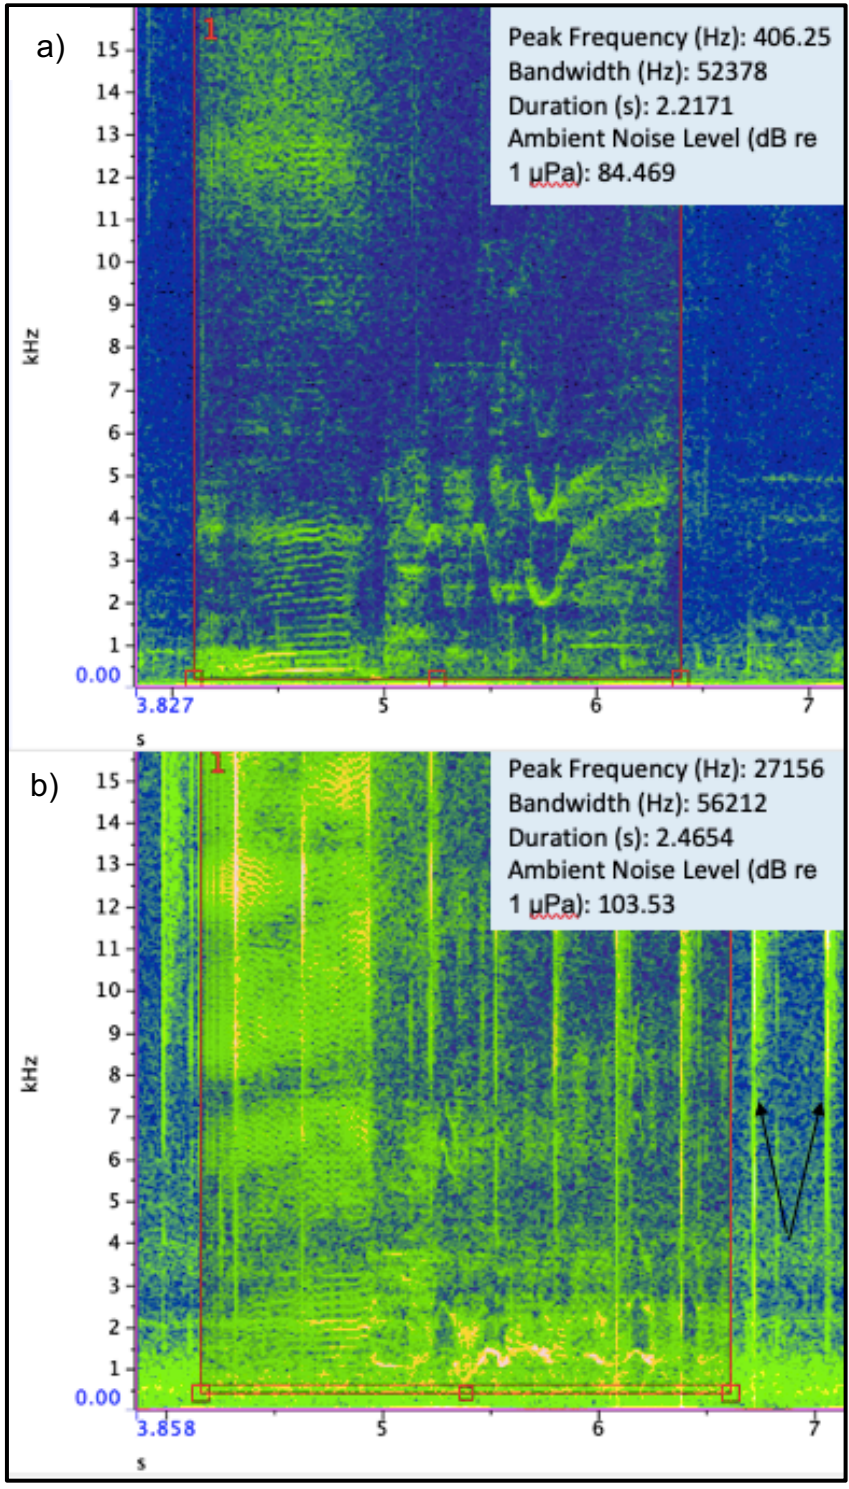 a)
1
Peak Frequency (Hz): 406.25
Bandwidth (Hz): 52378
Duration (s): 2.2171
Ambient Noise Level (dB re
1 µPa): 84.469
15
14
13
12
11
10
9
8
7
6
5
4
3
2
1
0.00
kHz
3.827
5
6
7
s
b)
1
Peak Frequency (Hz): 27156
Bandwidth (Hz): 56212
Duration (s): 2.4654
Ambient Noise Level (dB re
1 µPa): 103.53
15
14
13
12
11
10
9
8
7
6
5
4
3
2
1
0.00
kHz
3.858
5
6
7
s